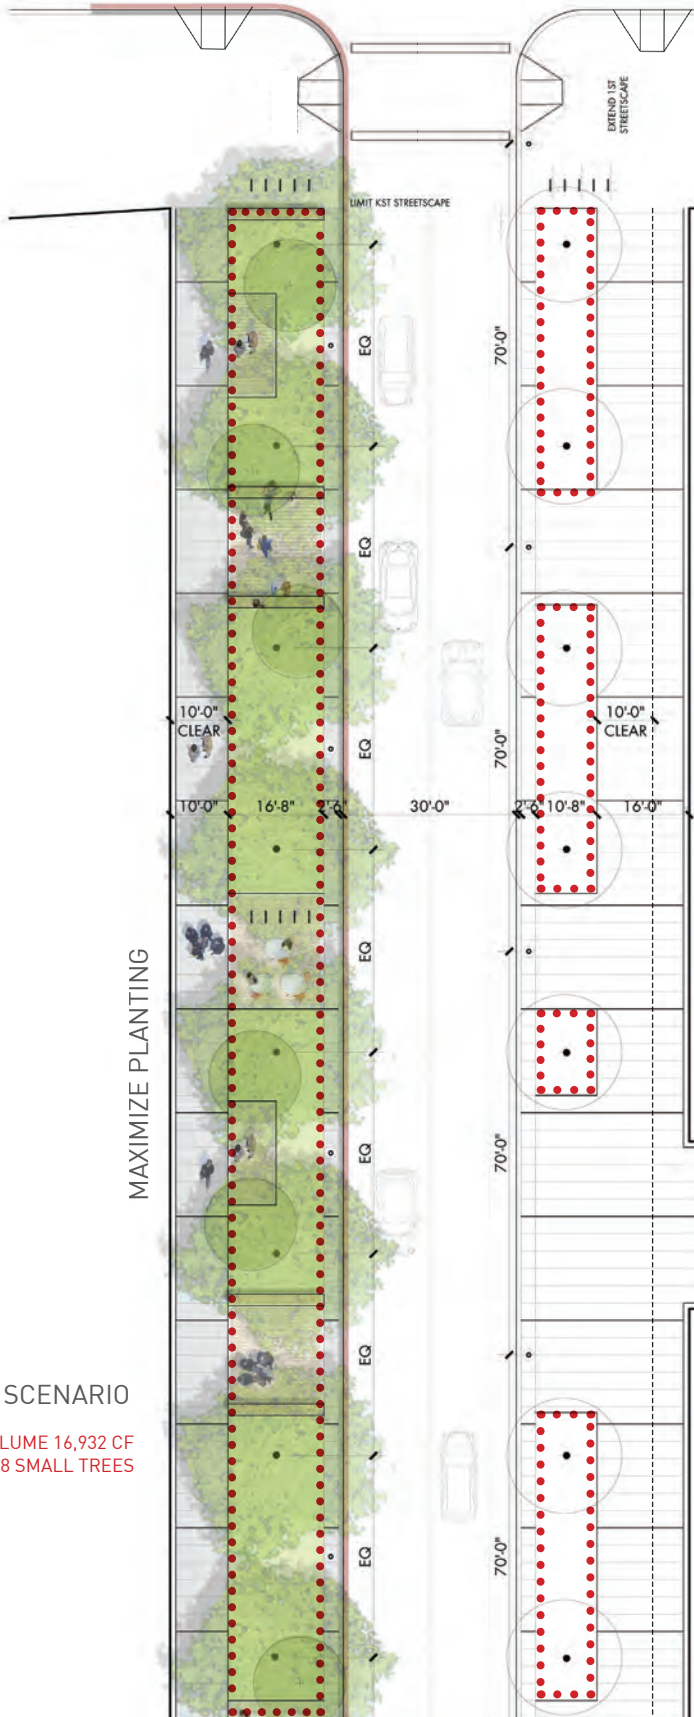 EXTEND 1ST
STREETSCAPE
LIMIT KST STREETSCAPE
EQ
70'-0"
EQ
10'-0"
CLEAR
EQ
70'-0"
10'-0"
CLEAR
10'-0"
16'-8"
2'-6"
30'-0"
2'-6"
10'-8"
16'-0"
EQ
MAXIMIZE PLANTING
EQ
70'-0"
EQ
SCENARIO
LUME 16,932 CF
8 SMALL TREES
EQ
70'-0"